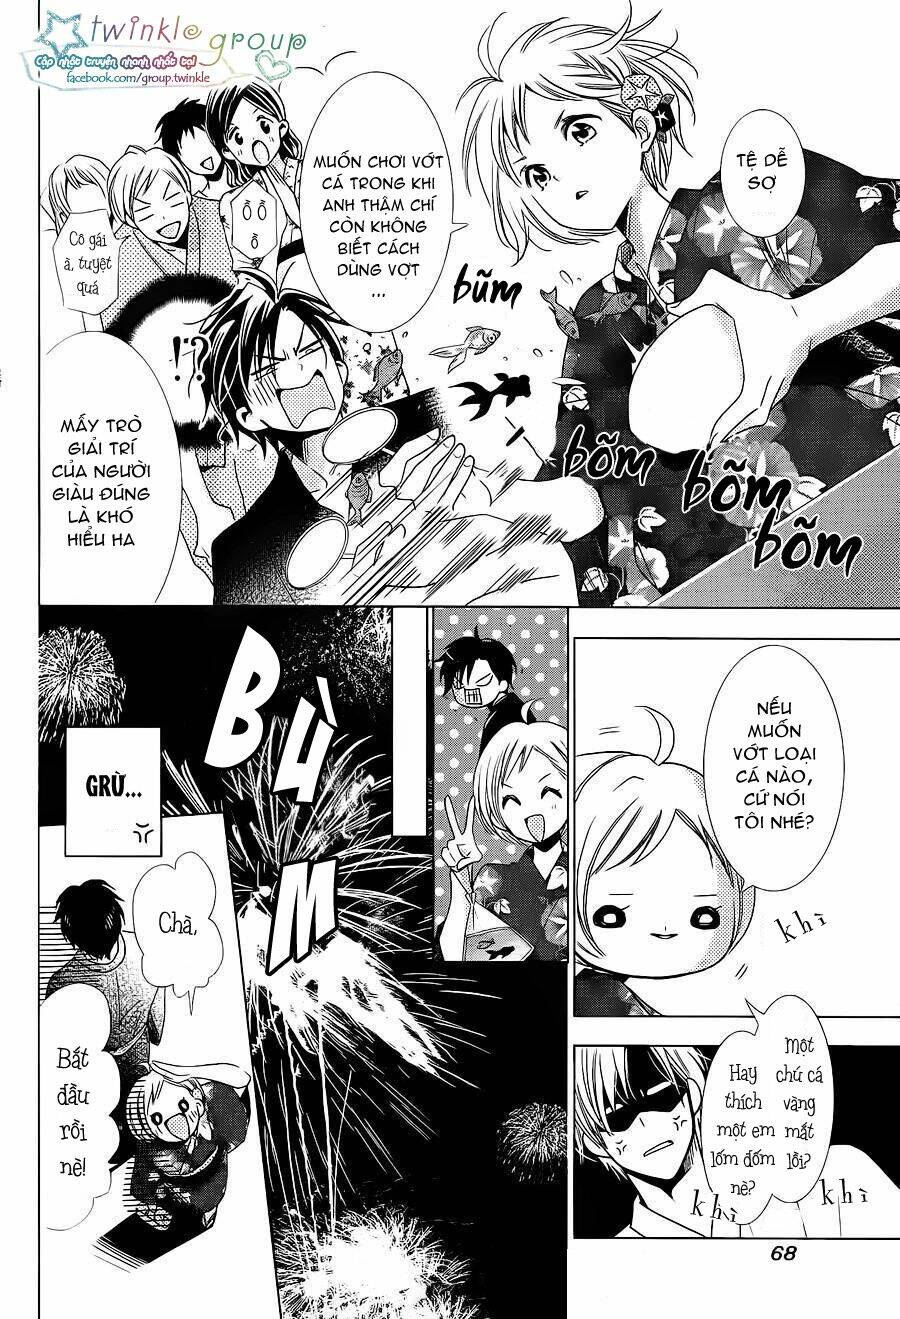 twinkle group
Cập nhật truyện nhanh nhất tại
facebook.com/group.twinkle
TỆ DỄ
SỢ
MUỐN CHƠI VỚT
CÁ TRONG KHI
ANH THẬM CHÍ
CÒN KHÔNG
BIẾT CÁCH
DÙNG VỢT
...
Ồ Ồ
Ồ
Cô gái
à, tuyệt
quá
!?
bũm
bõm
bõm
bõm
MẤY TRÒ
GIẢI TRÍ
CỦA NGƯỜI
GIÀU ĐÚNG
LÀ KHÓ
HIỂU HA
NẾU
MUỐN
VỚT LOẠI
CÁ NÀO,
CỨ NÓI
TÔI NHÉ?
khì
Một
chú cá
vàng
mắt
lồi?
Hay
thích
một em
lốm đốm
nè?
khì
khì
BÙM
GRỪ...
Chà,
Bắt
đầu
rồi
nè!
68